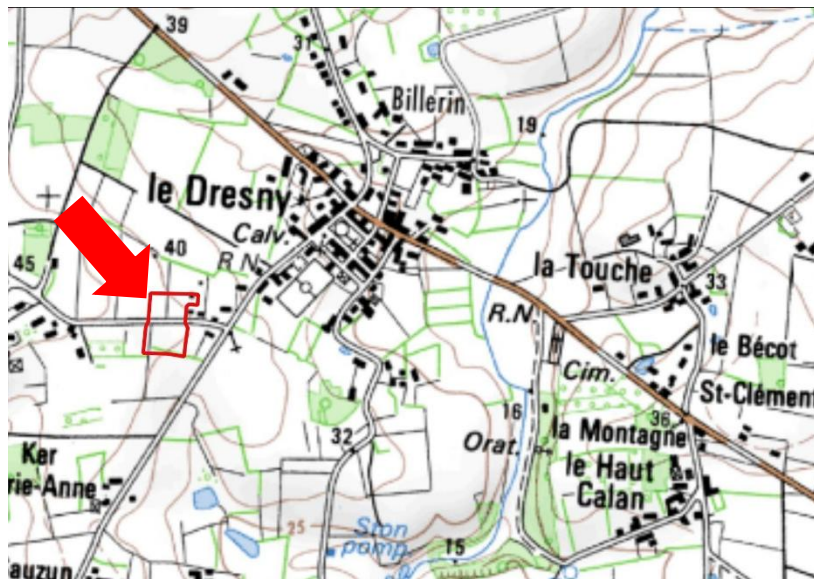 39
31
Billerin
19
le Dresny
Calv.
40
R.N.
45
la Touche
33
R.N.
le Bécot
Cim.
St-Clément
16
36
Orat.
la Montagne
32
Ker
le Haut
rie-Anne
Calan
25
Ston
pomp.
15
auzun